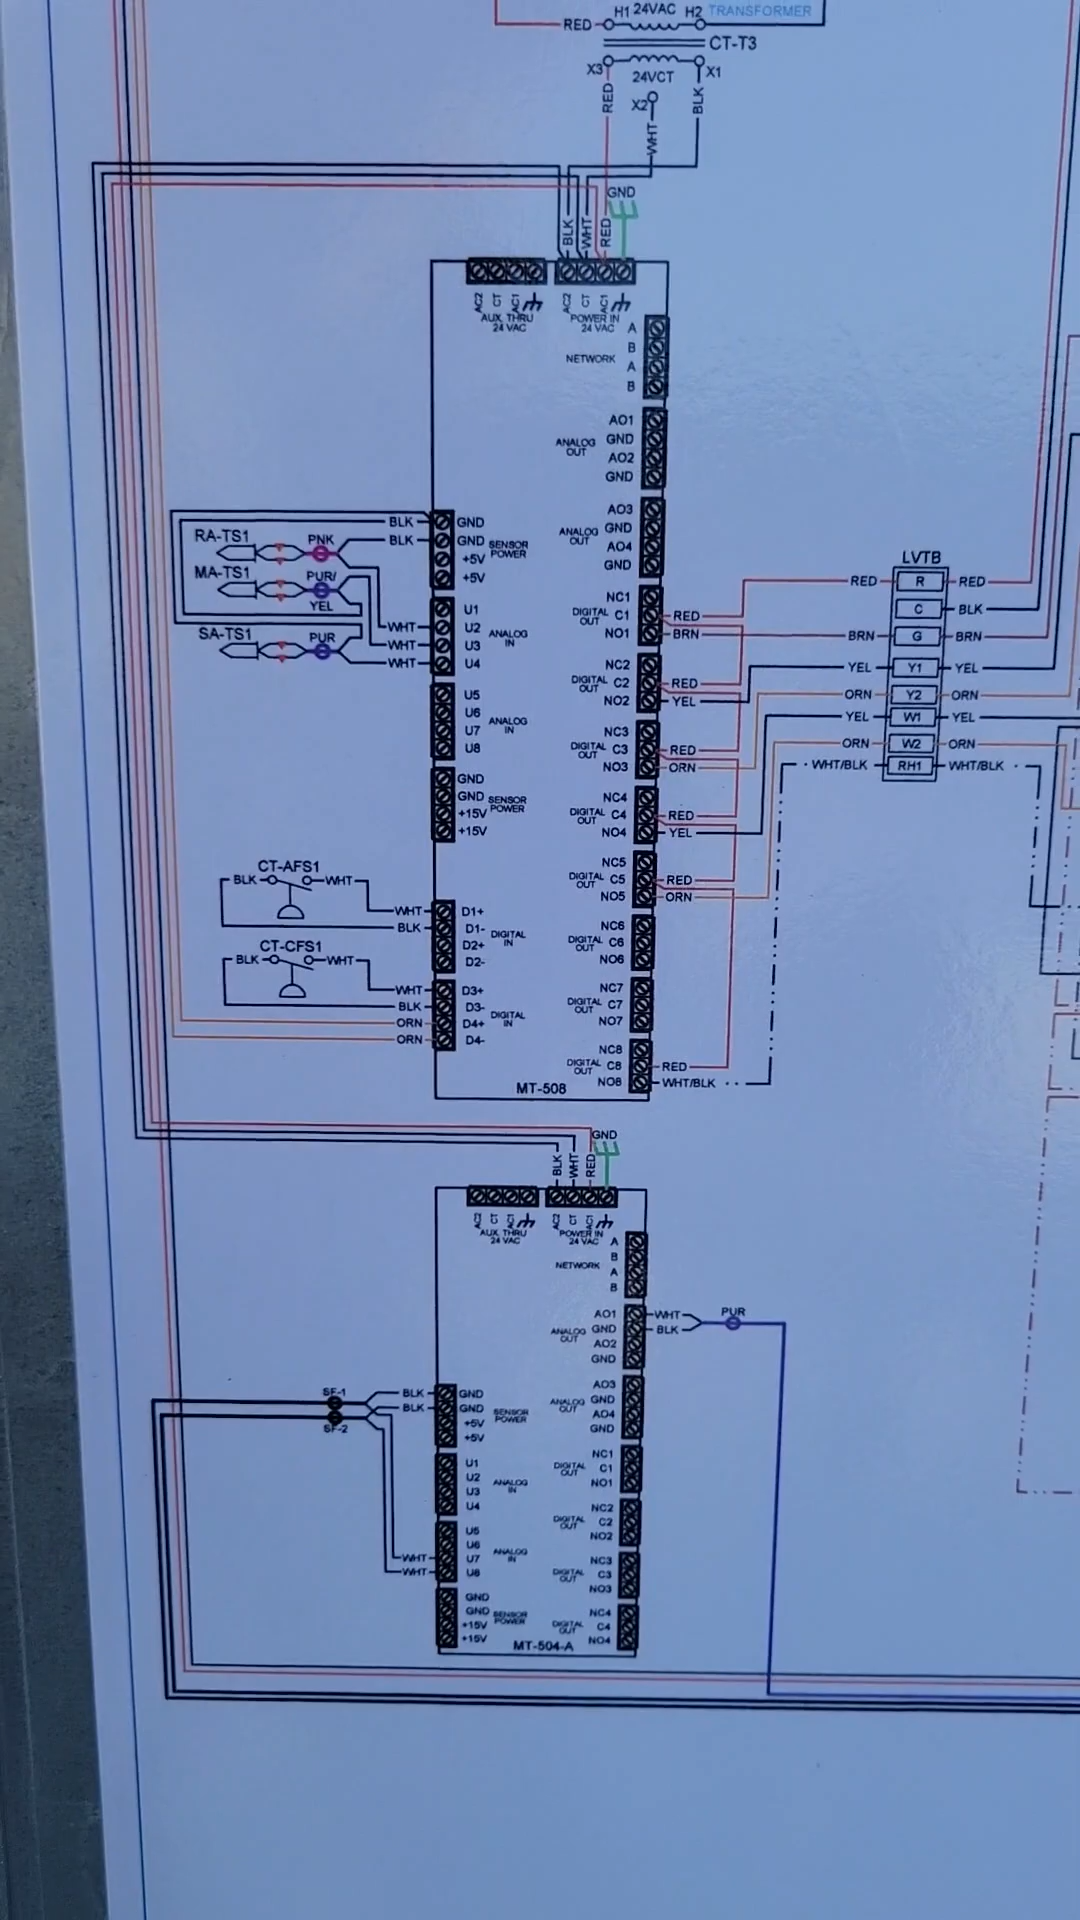 H1 24VAC H2 TRANSFORMER
RED
CT-T3
X3 24VCT X1
X2
RED WHT BLK
GND
BLK WHT RED
AC2 CT AC1 AC2 CT AC1
AUX THRU 24 VAC
POWER IN 24 VAC
A
B
NETWORK
A
B
AO1
ANALOG OUT GND
AO2
GND
AO3
ANALOG OUT GND
AO4
GND
RA-TS1 PNK
MA-TS1 PUR/
YEL
SA-TS1 PUR
BLK GND
BLK GND SENSOR POWER
+5V
+5V
U1
WHT U2 ANALOG IN
WHT U3
WHT U4
U5
U6 ANALOG IN
U7
U8
GND
GND SENSOR POWER
+15V
+15V
NC1
DIGITAL OUT C1 RED
NO1 BRN
NC2
DIGITAL OUT C2 RED
NO2 YEL
NC3
DIGITAL OUT C3 RED
NO3 ORN
NC4
DIGITAL OUT C4 RED
NO4 YEL
NC5
DIGITAL OUT C5 RED
NO5 ORN
NC6
DIGITAL OUT C6
NO6
NC7
DIGITAL OUT C7
NO7
NC8
DIGITAL OUT C8 RED
NO8 WHT/BLK
LVTB
RED R RED
C BLK
BRN G BRN
YEL Y1 YEL
ORN Y2 ORN
YEL W1 YEL
ORN W2 ORN
WHT/BLK RH1 WHT/BLK
CT-AFS1
BLK WHT
WHT D1+
BLK D1- DIGITAL IN
D2+
D2-
CT-CFS1
BLK WHT
WHT D3+
BLK D3- DIGITAL IN
ORN D4+
ORN D4-
MT-508
GND
BLK WHT RED
AC2 CT AC1 AC2 CT AC1
AUX THRU 24 VAC
POWER IN 24 VAC
A
B
NETWORK
A
B
AO1 WHT PUR
ANALOG OUT GND BLK
AO2
GND
AO3
ANALOG OUT GND
AO4
GND
SF-1
SF-2
BLK GND
BLK GND SENSOR POWER
+5V
+5V
U1
U2 ANALOG IN
U3
U4
U5
U6 ANALOG IN
WHT U7
WHT U8
GND
GND SENSOR POWER
+15V
+15V
NC1
DIGITAL OUT C1
NO1
NC2
DIGITAL OUT C2
NO2
NC3
DIGITAL OUT C3
NO3
NC4
DIGITAL OUT C4
NO4
MT-504-A